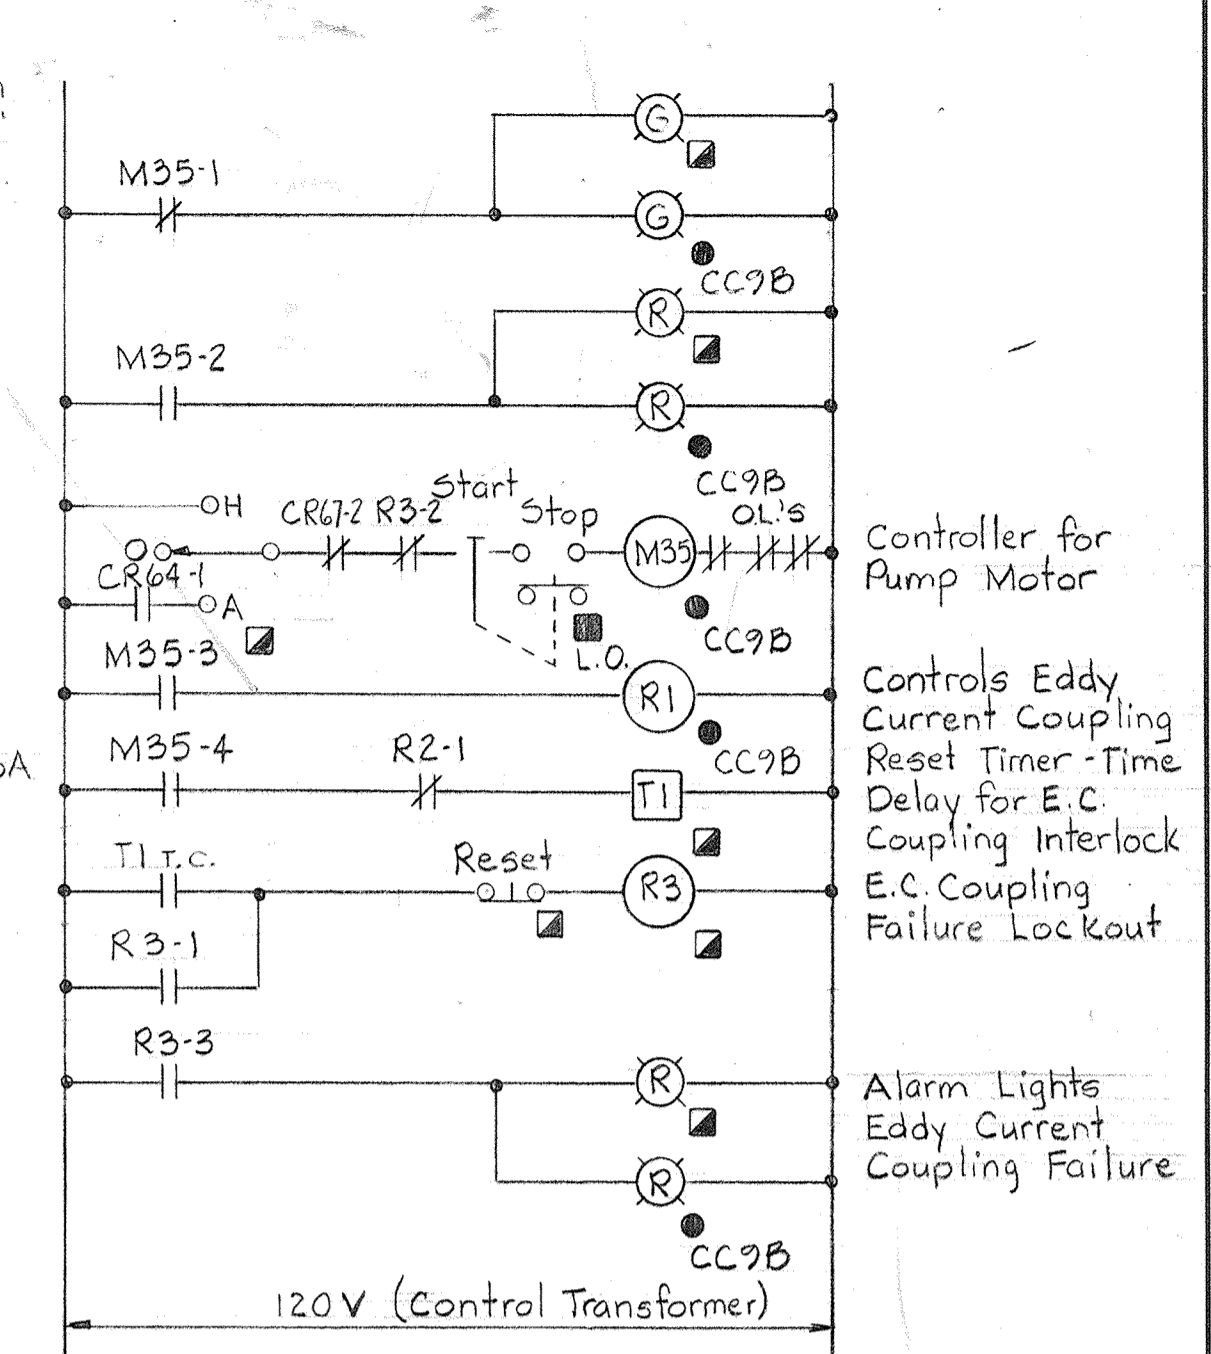 G
M35-1
G
CC9B
R
M35-2
R
CC9B
Start
H
CR67-2 R3-2
Stop
O.L.'S
O
M35
Controller for
Pump Motor
CR64-1
A
CC9B
L.O.
M35-3
R1
Controls Eddy
Current Coupling
CC9B
M35-4
R2-1
T1
Reset Timer - Time
Delay for E.C.
Coupling Interlock
T1 T.C.
Reset
R3
E.C. Coupling
Failure Lockout
R3-1
R3-3
R
Alarm Lights
Eddy Current
Coupling Failure
R
CC9B
120V (Control Transformer)